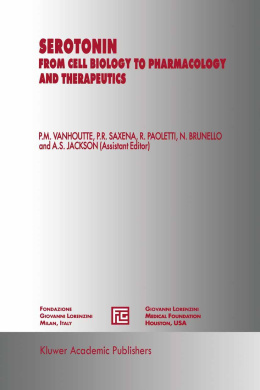 SEROTONIN
FROM CELL BIOLOGY TO PHARMACOLOGY
AND THERAPEUTICS
P.M. VANHOUTTE, P.R. SAXENA, R. PAOLETTI, N. BRUNELLO
and A.S. JACKSON (Assistant Editor)
FONDAZIONE
GIOVANNI LORENZINI
MILAN, ITALY
FLG
GIOVANNI LORENZINI
MEDICAL FOUNDATION
HOUSTON, USA
Kluwer Academic Publishers